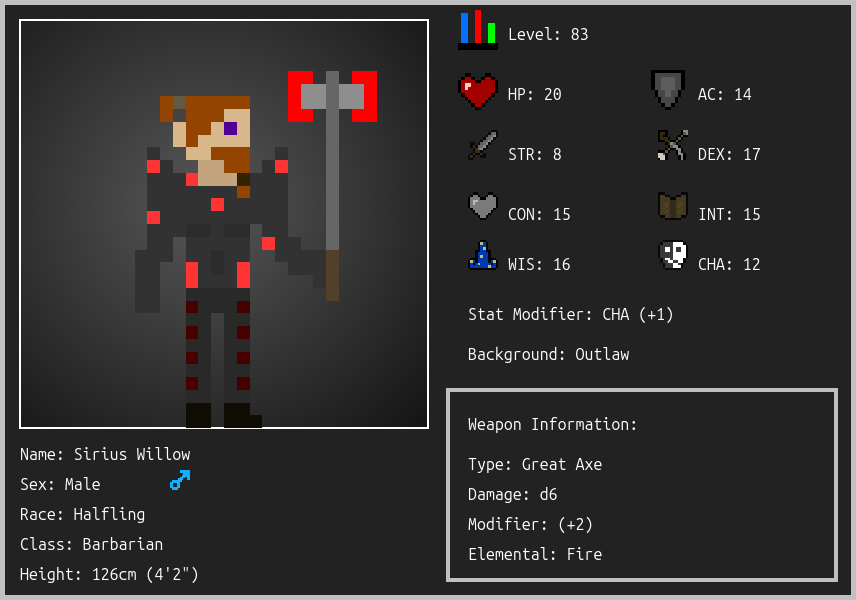 Level: 83
HP: 20
AC: 14
STR: 8
DEX: 17
CON: 15
INT: 15
WIS: 16
CHA: 12
Stat Modifier: CHA (+1)
Background: Outlaw
Name: Sirius Willow
Sex: Male
Race: Halfling
Class: Barbarian
Height: 126cm (4'2")
Weapon Information:
Type: Great Axe
Damage: d6
Modifier: (+2)
Elemental: Fire